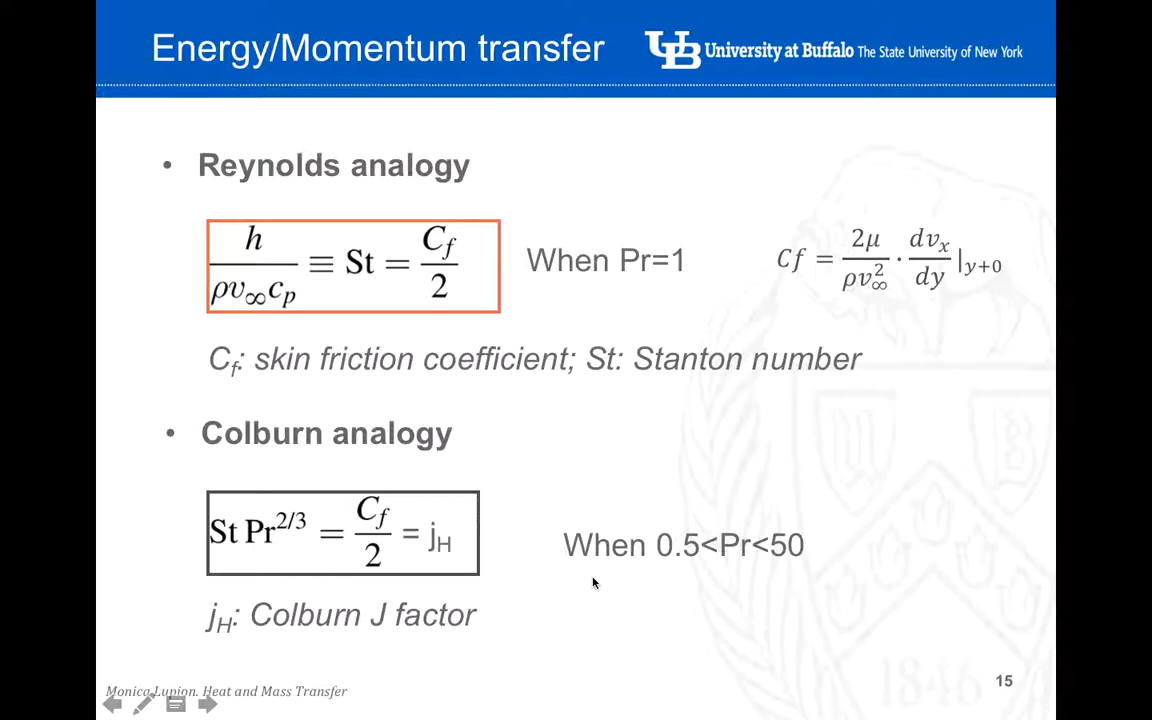 Energy/Momentum transfer
University at Buffalo The State University of New York
• Reynolds analogy
h/(ρv∞cp) ≡ St = Cf/2
When Pr=1
Cf = 2μ/(ρv∞²) · dvx/dy |y+0
Cf: skin friction coefficient; St: Stanton number
• Colburn analogy
St Pr^2/3 = Cf/2 = jH
When 0.5<Pr<50
jH: Colburn J factor
Monica Lupion. Heat and Mass Transfer
15
1846